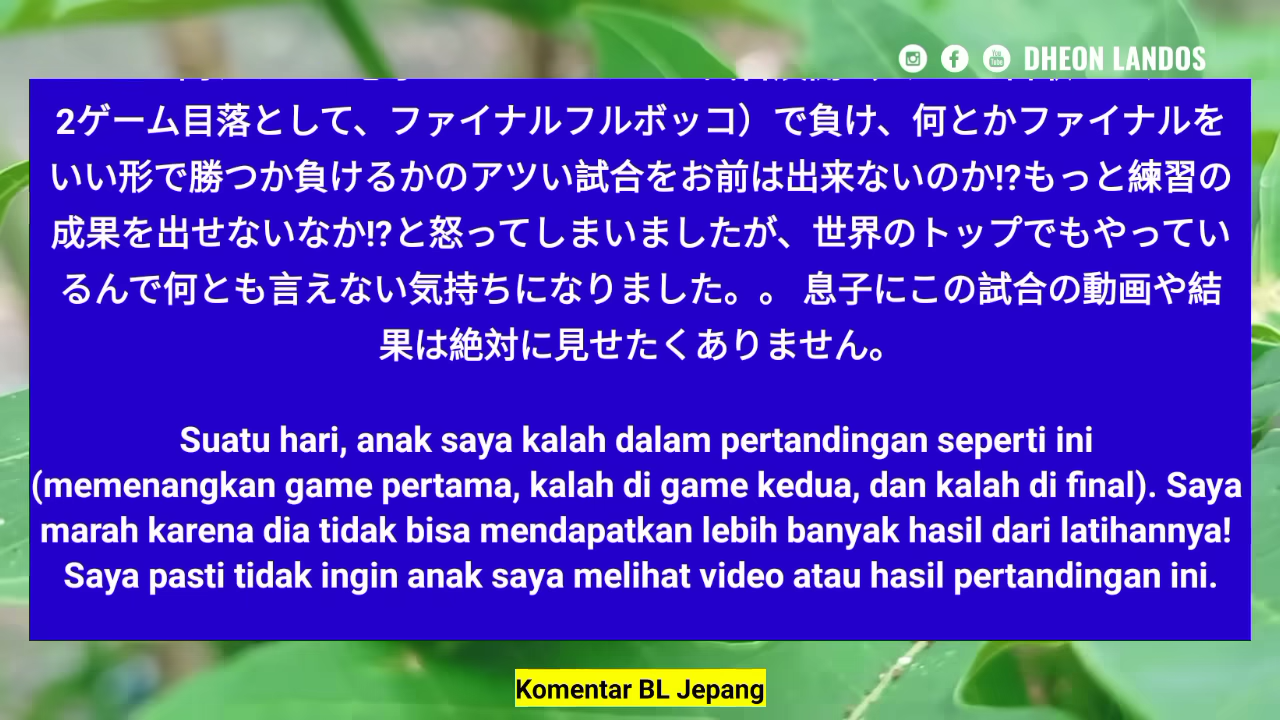 DHEON LANDOS
2ゲーム目落として、ファイナルフルボッコ）で負け、何とかファイナルを
いい形で勝つか負けるかのアツい試合をお前は出来ないのか!?もっと練習の
成果を出せないなか!?と怒ってしまいましたが、世界のトップでもやってい
るんで何とも言えない気持ちになりました。。 息子にこの試合の動画や結
果は絶対に見せたくありません。
Suatu hari, anak saya kalah dalam pertandingan seperti ini
(memenangkan game pertama, kalah di game kedua, dan kalah di final). Saya
marah karena dia tidak bisa mendapatkan lebih banyak hasil dari latihannya!
Saya pasti tidak ingin anak saya melihat video atau hasil pertandingan ini.
Komentar BL Jepang